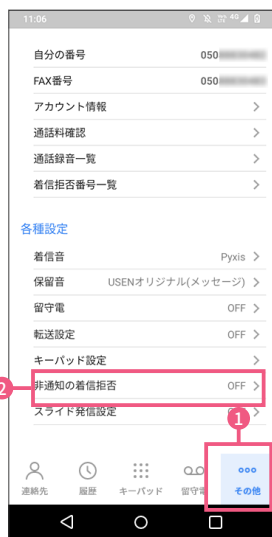 11:06 4G
自分の番号 050
FAX番号 050
アカウント情報
通話料確認
通話録音一覧
着信拒否番号一覧
各種設定
着信音 Pyxis
保留音 USENオリジナル(メッセージ)
留守電 OFF
転送設定 OFF
キーパッド設定
2 非通知の着信拒否 OFF
スライド発信設定
1
連絡先 履歴 キーパッド 留守電 その他